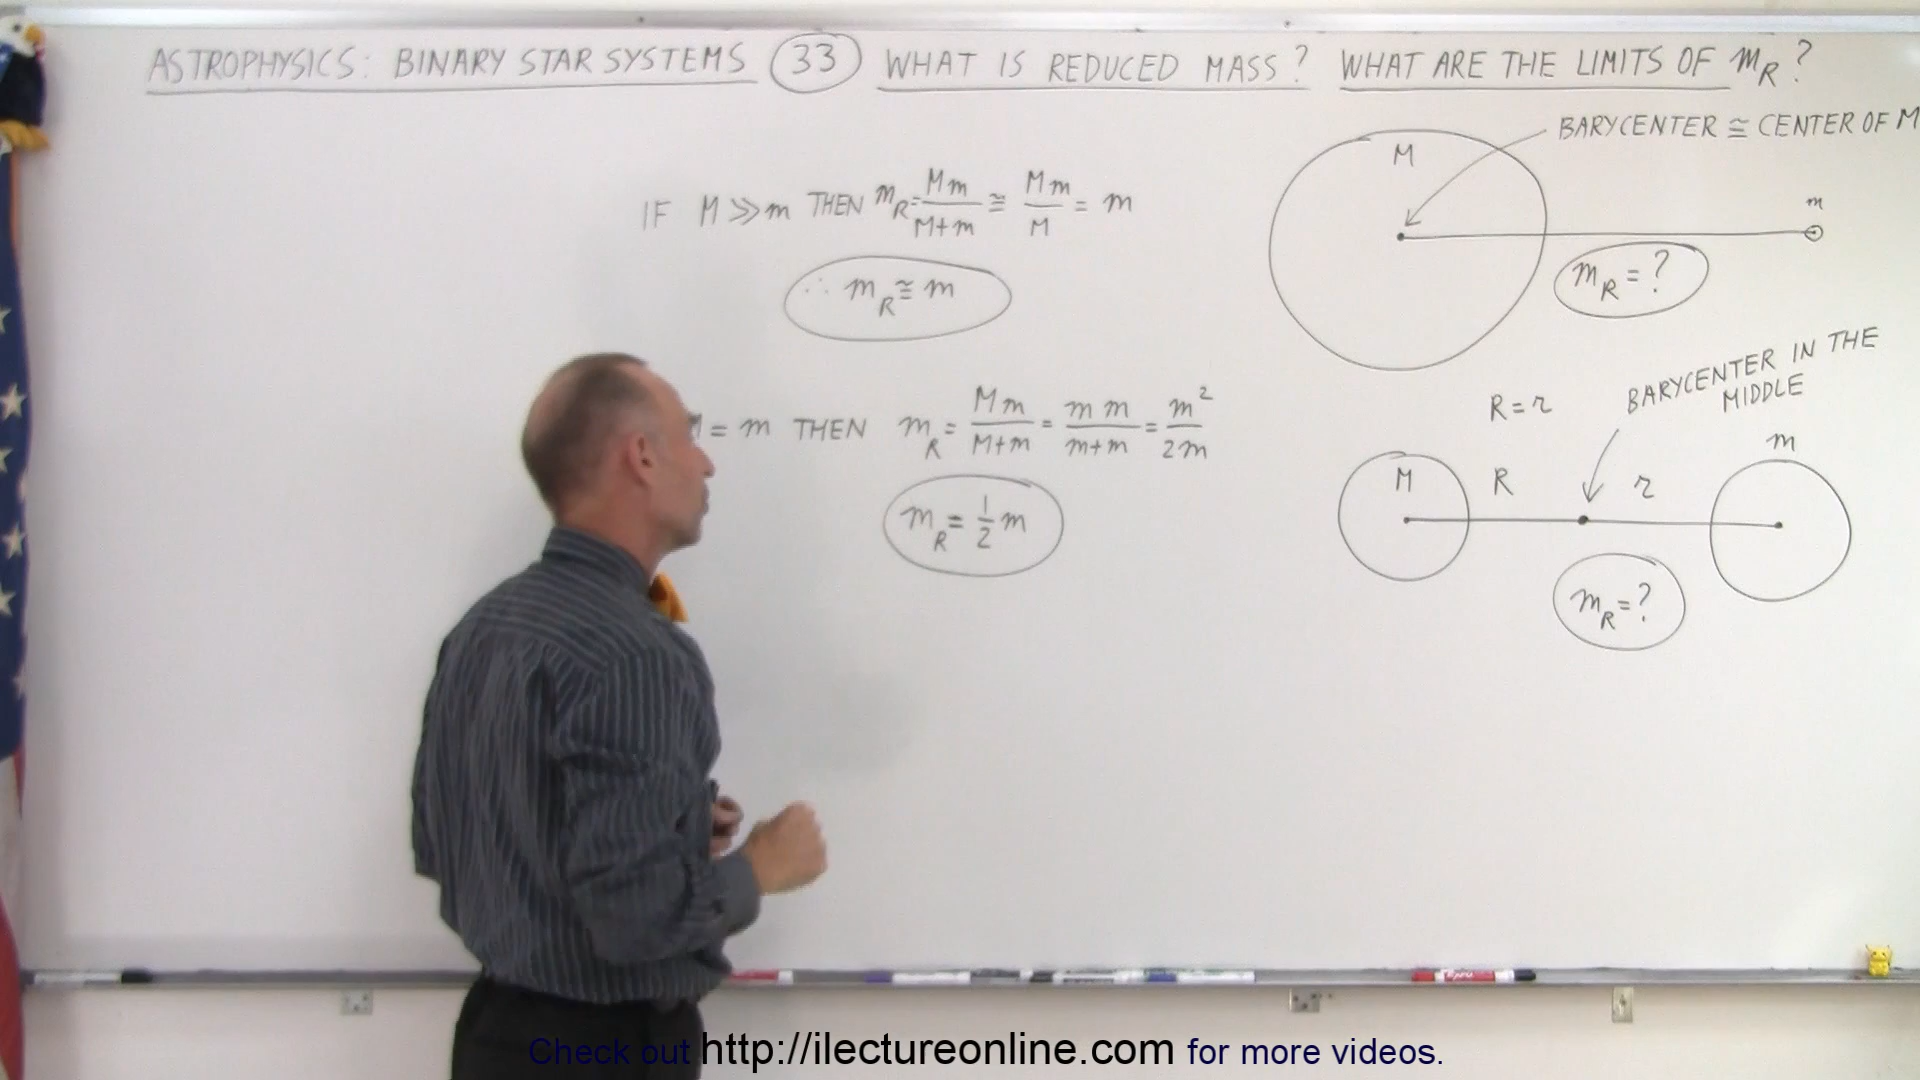 ASTROPHYSICS: BINARY STAR SYSTEMS 33 WHAT IS REDUCED MASS? WHAT ARE THE LIMITS OF m_R?
BARYCENTER ≅ CENTER OF M
M
m
IF M ≫ m THEN m_R = Mm/(M+m) ≅ Mm/M = m
∴ m_R ≅ m
m_R = ?
BARYCENTER IN THE
MIDDLE
R = r
= m THEN m_R = Mm/(M+m) = m m/(m+m) = m²/2m
m_R = 1/2 m
M
R
r
m
m_R = ?
Check out http://ilectureonline.com for more videos.